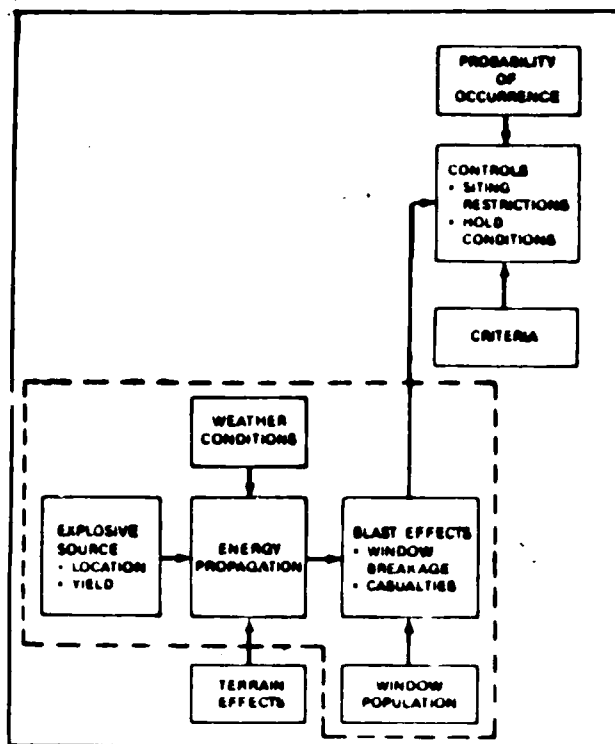 PROBABILITY
OF
OCCURRENCE
CONTROLS
• SITING
RESTRICTIONS
• HOLD
CONDITIONS
CRITERIA
WEATHER
CONDITIONS
EXPLOSIVE
SOURCE
• LOCATION
• YIELD
ENERGY
PROPAGATION
BLAST EFFECTS
• WINDOW
BREAKAGE
• CASUALTIES
TERRAIN
EFFECTS
WINDOW
POPULATION